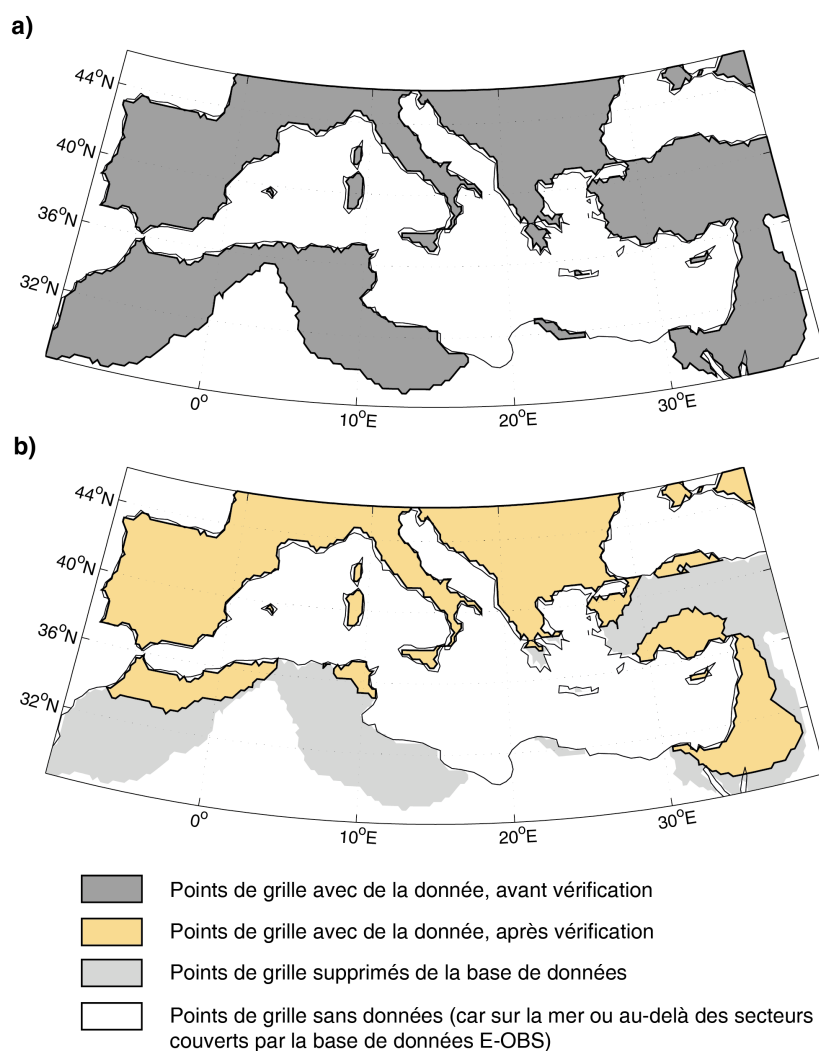 a)
44°N
40°N
36°N
32°N
0°
10°E
20°E
30°E
b)
44°N
40°N
36°N
32°N
0°
10°E
20°E
30°E
Points de grille avec de la donnée, avant vérification
Points de grille avec de la donnée, après vérification
Points de grille supprimés de la base de données
Points de grille sans données (car sur la mer ou au-delà des secteurs
couverts par la base de données E-OBS)